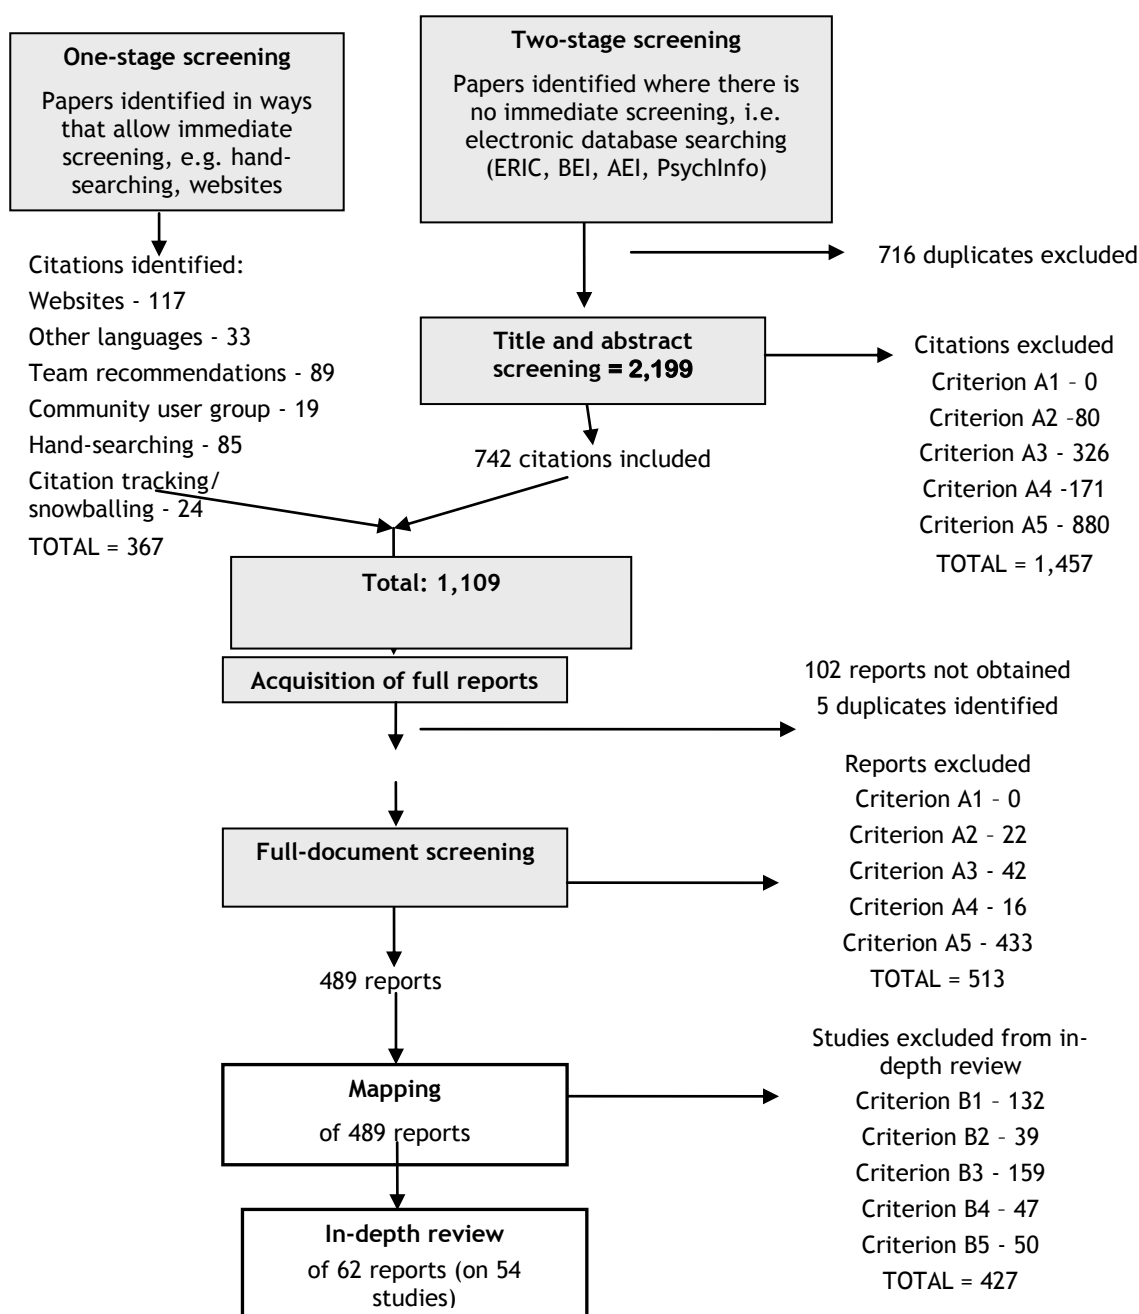 One-stage screening
Papers identified in ways
that allow immediate
screening, e.g. hand-
searching, websites
Two-stage screening
Papers identified where there is
no immediate screening, i.e.
electronic database searching
(ERIC, BEI, AEI, PsychInfo)
716 duplicates excluded
Citations identified:
Websites - 117
Other languages - 33
Team recommendations - 89
Community user group - 19
Hand-searching - 85
Citation tracking/
snowballing - 24
TOTAL = 367
Title and abstract
screening = 2,199
Citations excluded
Criterion A1 – 0
Criterion A2 –80
Criterion A3 - 326
Criterion A4 -171
Criterion A5 - 880
TOTAL = 1,457
742 citations included
Total: 1,109
Acquisition of full reports
102 reports not obtained
5 duplicates identified
Full-document screening
Reports excluded
Criterion A1 – 0
Criterion A2 – 22
Criterion A3 - 42
Criterion A4 - 16
Criterion A5 - 433
TOTAL = 513
489 reports
Mapping
of 489 reports
Studies excluded from in-
depth review
Criterion B1 – 132
Criterion B2 – 39
Criterion B3 - 159
Criterion B4 – 47
Criterion B5 - 50
TOTAL = 427
In-depth review
of 62 reports (on 54
studies)